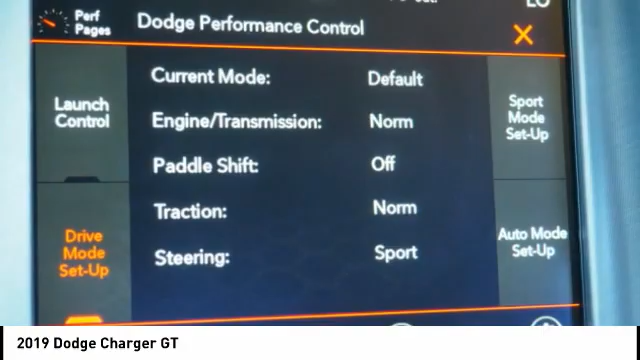 LO
Perf
Pages
Dodge Performance Control
Launch
Control
Drive
Mode
Set-Up
Current Mode: Default
Engine/Transmission: Norm
Paddle Shift: Off
Traction: Norm
Steering: Sport
Sport
Mode
Set-Up
Auto Mode
Set-Up
2019 Dodge Charger GT